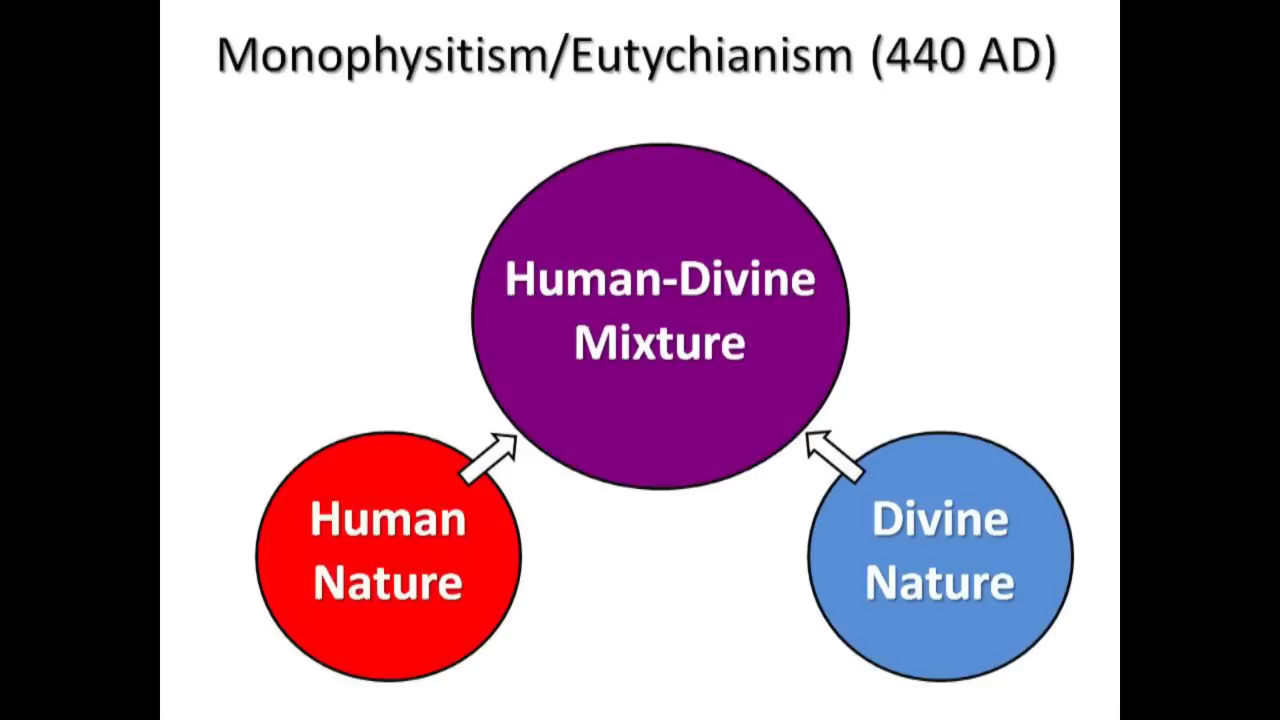 Monophysitism/Eutychianism (440 AD)
Human-Divine
Mixture
Human
Nature
Divine
Nature